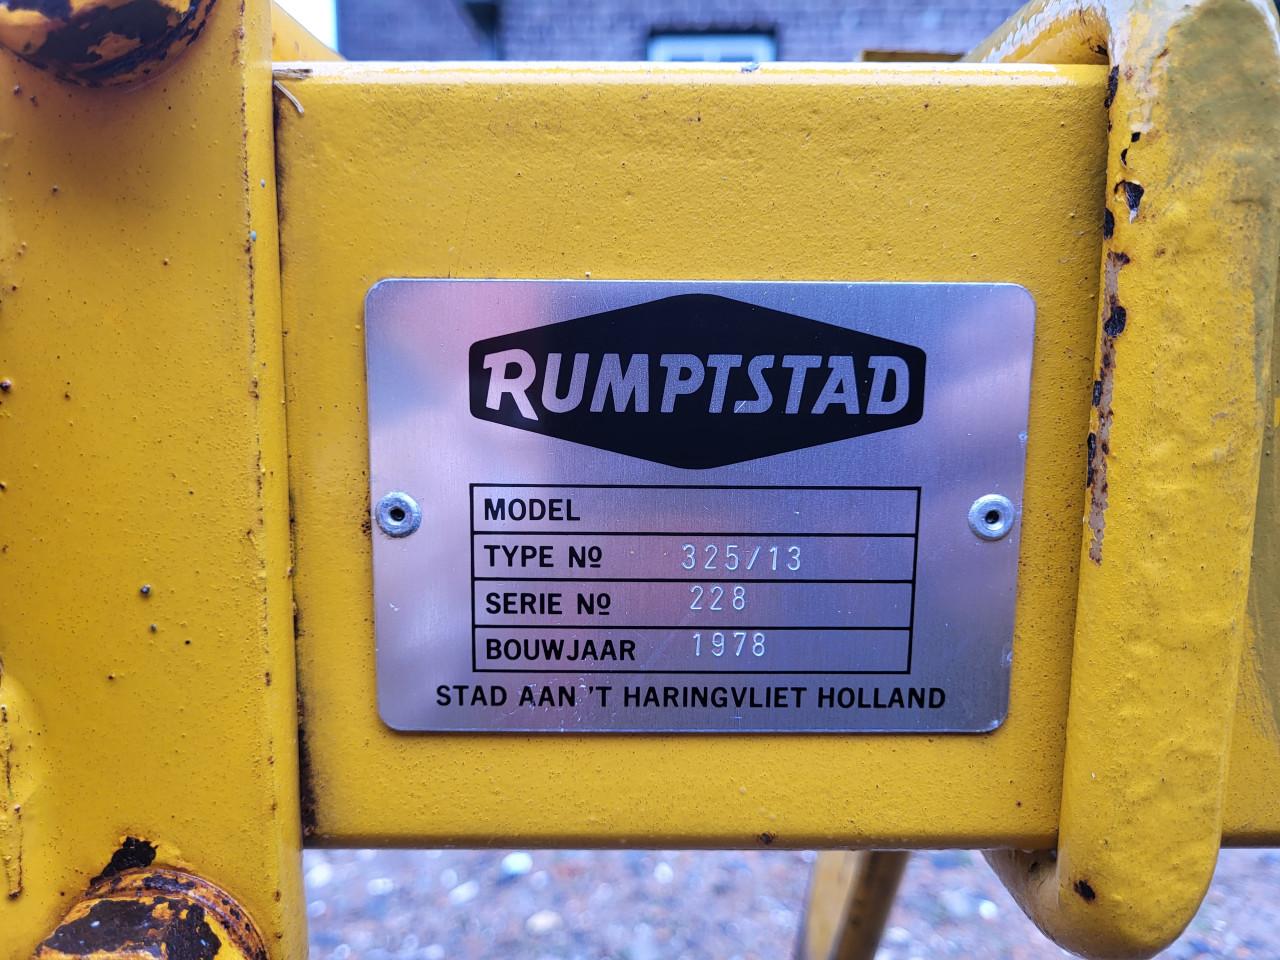 RUMPTSTAD
MODEL
TYPE Nº 325/13
SERIE Nº 228
BOUWJAAR 1978
STAD AAN 'T HARINGVLIET HOLLAND